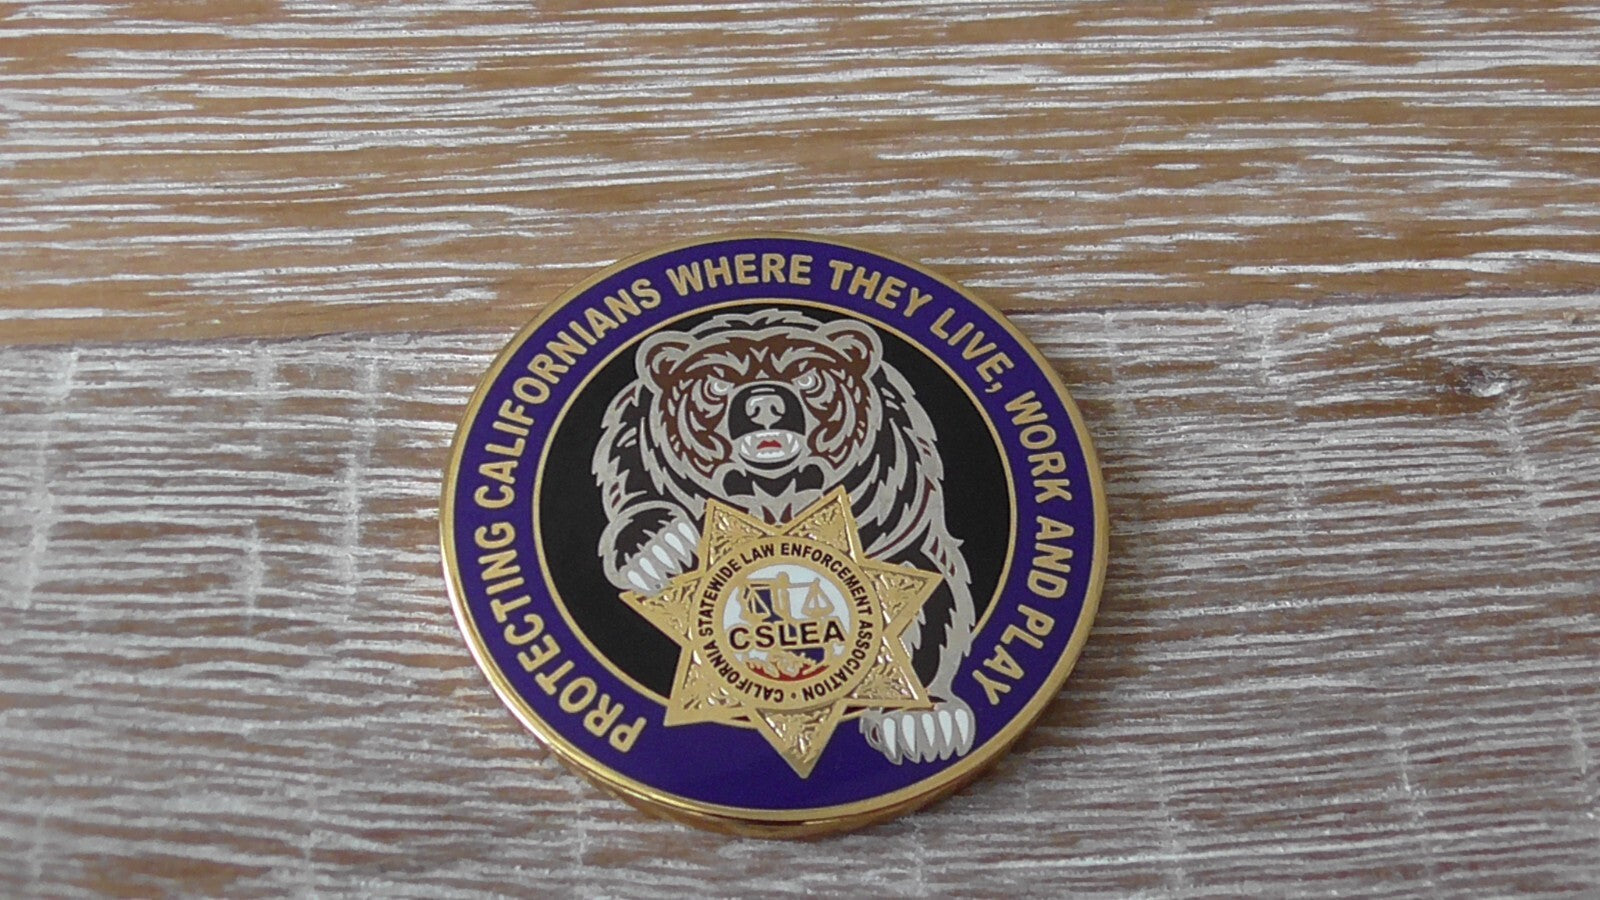 PROTECTING CALIFORNIANS WHERE THEY LIVE, WORK AND PLAY
CALIFORNIA STATEWIDE LAW ENFORCEMENT ASSOCIATION •
CSLEA